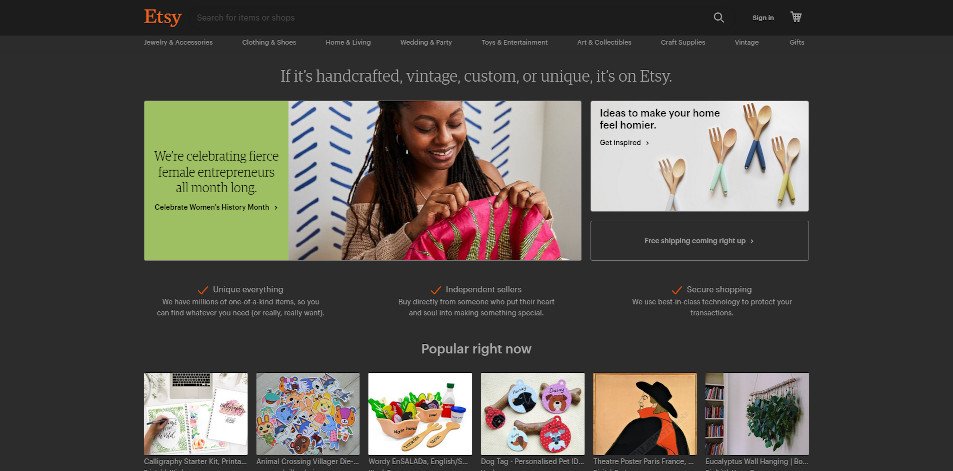 Etsy
Search for items or shops
Sign in
Jewelry & Accessories
Clothing & Shoes
Home & Living
Wedding & Party
Toys & Entertainment
Art & Collectibles
Craft Supplies
Vintage
Gifts
If it's handcrafted, vintage, custom, or unique, it's on Etsy.
We're celebrating fierce
female entrepreneurs
all month long.
Celebrate Women's History Month ›
Ideas to make your home
feel homier.
Get inspired ›
Free shipping coming right up ›
Unique everything
We have millions of one-of-a-kind items, so you
can find whatever you need (or really, really want).
Independent sellers
Buy directly from someone who put their heart
and soul into making something special.
Secure shopping
We use best-in-class technology to protect your
transactions.
Popular right now
Calligraphy Starter Kit, Printa...
Animal Crossing Villager Die-...
Wordy EnSALADa, English/S...
Dog Tag - Personalised Pet ID...
Theatre Poster Paris France, ...
Eucalyptus Wall Hanging | Bo...